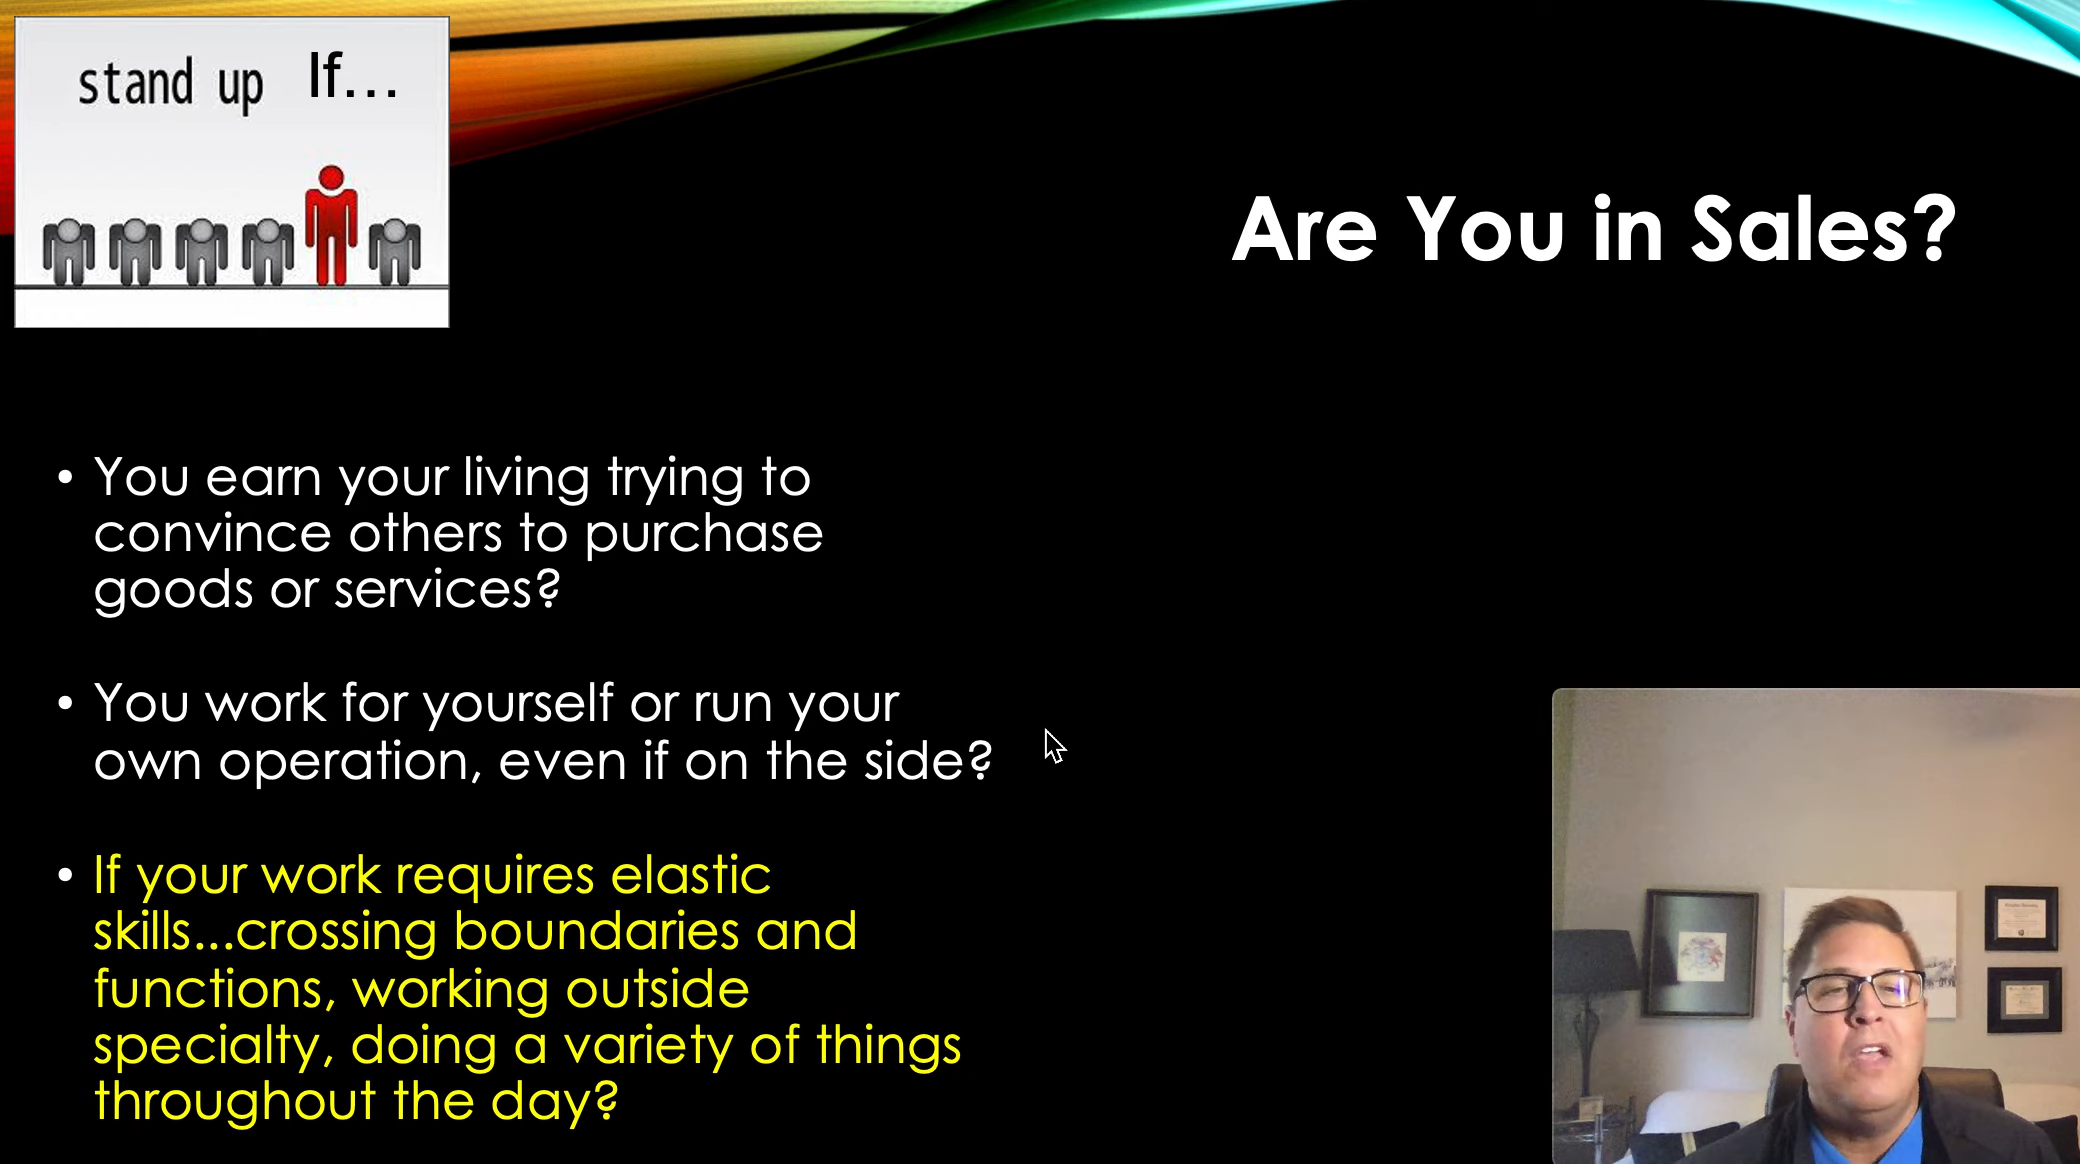 stand up If...
Are You in Sales?
• You earn your living trying to
convince others to purchase
goods or services?
• You work for yourself or run your
own operation, even if on the side?
• If your work requires elastic
skills...crossing boundaries and
functions, working outside
specialty, doing a variety of things
throughout the day?